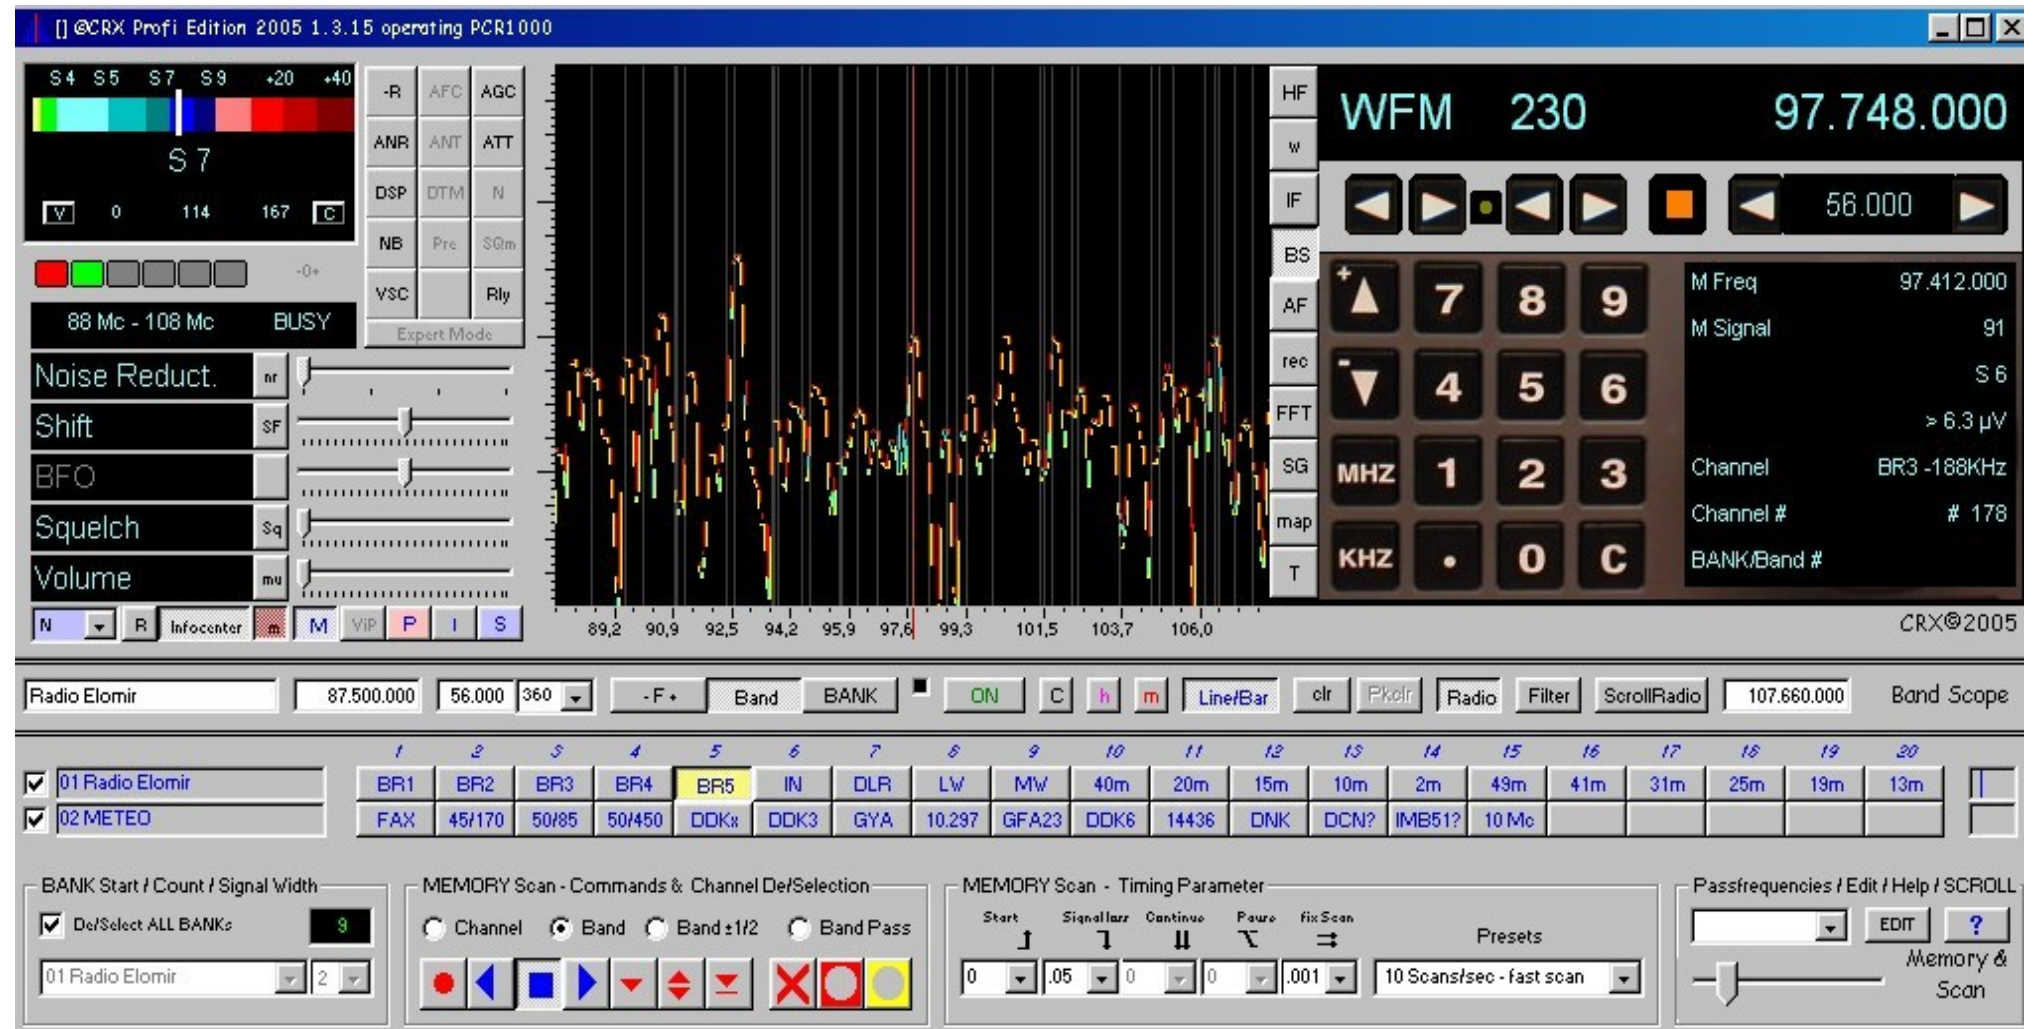 [] @CRX Profi Edition 2005 1.3.15 operating PCR1000
S4 S5 S7 S9 +20 +40
S 7
V 0 114 167 C
-0+
88 Mc - 108 Mc BUSY
-R AFC AGC
ANR ANT ATT
DSP DTM N
NB Pre SQm
VSC Rly
Expert Mode
Noise Reduct. nr
Shift SF
BFO
Squelch Sq
Volume mu
N R Infocenter m M ViP P I S
89,2 90,9 92,5 94,2 95,9 97,6 99,3 101,5 103,7 106,0
HF
w
IF
BS
AF
rec
FFT
SG
map
T
WFM 230 97.748.000
56.000
+ 7 8 9
- 4 5 6
MHZ 1 2 3
KHZ • 0 C
M Freq 97.412.000
M Signal 91
S 6
> 6.3 µV
Channel BR3 -188KHz
Channel # # 178
BANK/Band #
CRX©2005
Radio Elomir 87.500.000 56.000 360 - F + Band BANK ON C h m Line/Bar clr Pkclr Radio Filter ScrollRadio 107.660.000 Band Scope
1 2 3 4 5 6 7 8 9 10 11 12 13 14 15 16 17 18 19 20
01 Radio Elomir BR1 BR2 BR3 BR4 BR5 IN DLR LW MW 40m 20m 15m 10m 2m 49m 41m 31m 25m 19m 13m
02 METEO FAX 45/170 50/85 50/450 DDKx DDK3 GYA 10.297 GFA23 DDK6 14436 DNK DCN? IMB51? 10 Mc
BANK Start / Count / Signal Width
De/Select ALL BANKs 9
01 Radio Elomir 2
MEMORY Scan - Commands & Channel De/Selection
Channel Band Band ±1/2 Band Pass
MEMORY Scan - Timing Parameter
Start Signal loss Continue Pause fix Scan
Presets
0 .05 0 0 .001 10 Scans/sec - fast scan
Passfrequencies / Edit / Help / SCROLL
EDIT ?
Memory &
Scan